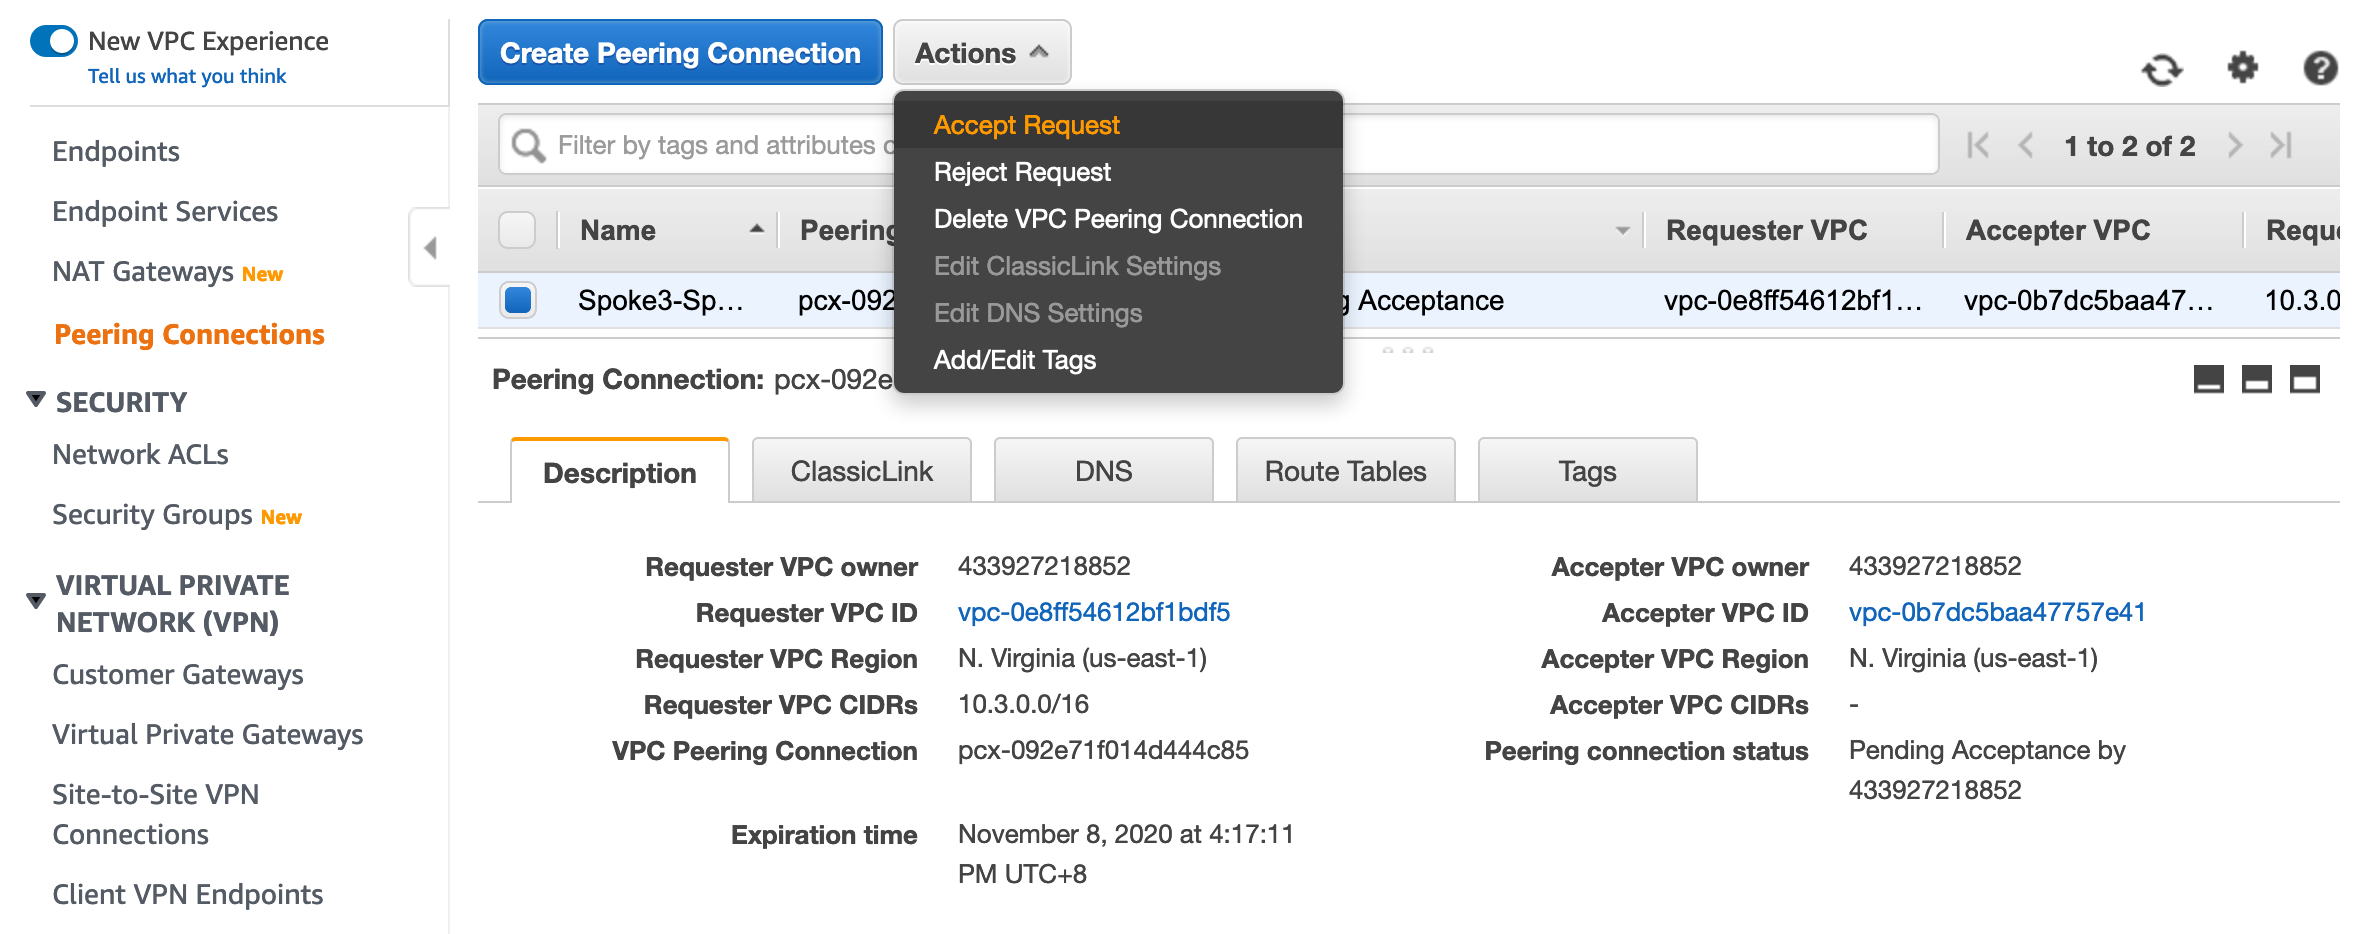 New VPC Experience
Tell us what you think
Endpoints
Endpoint Services
NAT Gateways New
Peering Connections
SECURITY
Network ACLs
Security Groups New
VIRTUAL PRIVATE
NETWORK (VPN)
Customer Gateways
Virtual Private Gateways
Site-to-Site VPN
Connections
Client VPN Endpoints
Create Peering Connection Actions
Accept Request
Reject Request
Delete VPC Peering Connection
Edit ClassicLink Settings
Edit DNS Settings
Add/Edit Tags
Filter by tags and attributes 1 to 2 of 2
Name Peering Requester VPC Accepter VPC Reque
Spoke3-Sp... pcx-092 g Acceptance vpc-0e8ff54612bf1... vpc-0b7dc5baa47... 10.3.0
Peering Connection: pcx-092e
Description ClassicLink DNS Route Tables Tags
Requester VPC owner 433927218852 Accepter VPC owner 433927218852
Requester VPC ID vpc-0e8ff54612bf1bdf5 Accepter VPC ID vpc-0b7dc5baa47757e41
Requester VPC Region N. Virginia (us-east-1) Accepter VPC Region N. Virginia (us-east-1)
Requester VPC CIDRs 10.3.0.0/16 Accepter VPC CIDRs -
VPC Peering Connection pcx-092e71f014d444c85 Peering connection status Pending Acceptance by
433927218852
Expiration time November 8, 2020 at 4:17:11
PM UTC+8